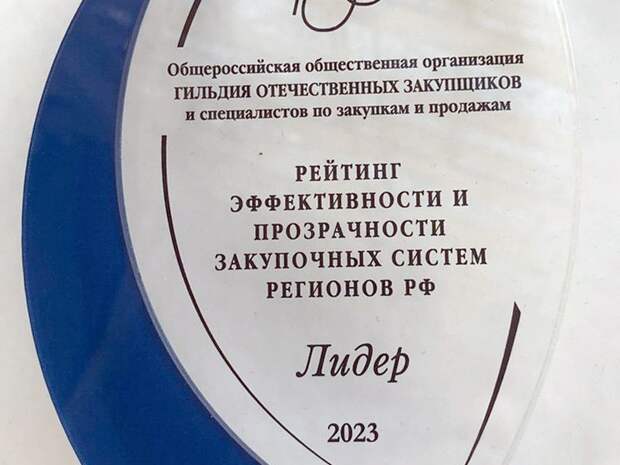 Общероссийская общественная организация
ГИЛЬДИЯ ОТЕЧЕСТВЕННЫХ ЗАКУПЩИКОВ
и специалистов по закупкам и продажам
РЕЙТИНГ
ЭФФЕКТИВНОСТИ И
ПРОЗРАЧНОСТИ
ЗАКУПОЧНЫХ СИСТЕМ
РЕГИОНОВ РФ
Лидер
2023